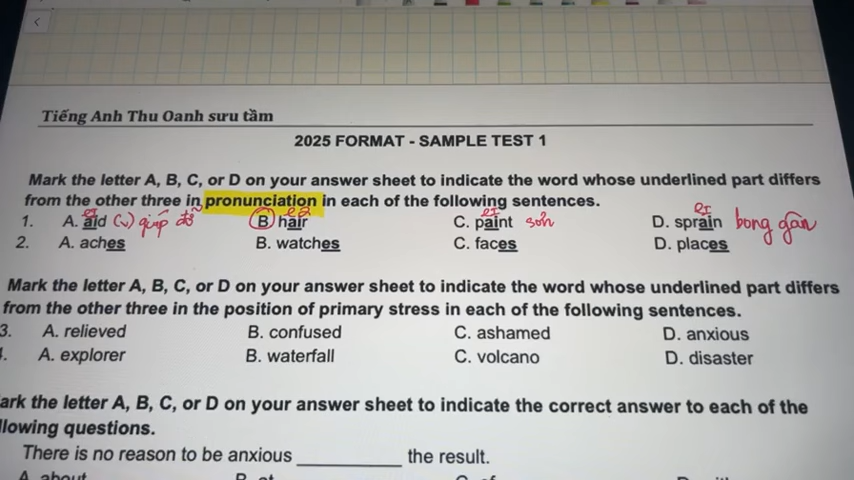 Tiếng Anh Thu Oanh sưu tầm
2025 FORMAT - SAMPLE TEST 1
Mark the letter A, B, C, or D on your answer sheet to indicate the word whose underlined part differs
from the other three in pronunciation in each of the following sentences.
eɪ eə eɪ eɪ
1. A. aid (v) giúp đỡ B. hair C. paint sơn D. sprain bong gân
2. A. aches B. watches C. faces D. places
Mark the letter A, B, C, or D on your answer sheet to indicate the word whose underlined part differs
from the other three in the position of primary stress in each of the following sentences.
3. A. relieved B. confused C. ashamed D. anxious
. A. explorer B. waterfall C. volcano D. disaster
ark the letter A, B, C, or D on your answer sheet to indicate the correct answer to each of the
llowing questions.
There is no reason to be anxious __________ the result.
A. about B. at